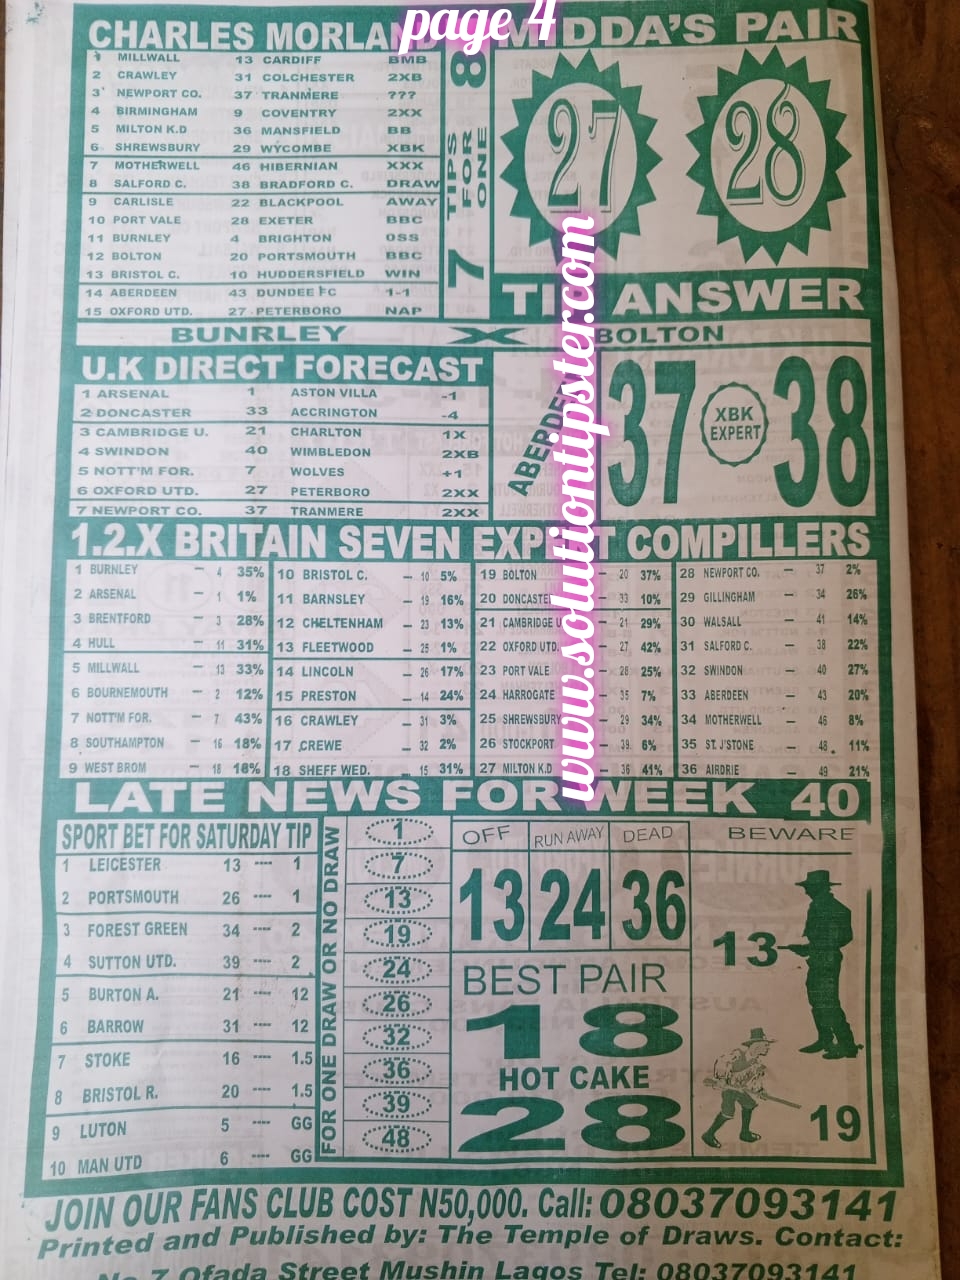 page 4
CHARLES MORLAND
1 MILLWALL 13 CARDIFF BMB
2 CRAWLEY 31 COLCHESTER 2XB
3 NEWPORT CO. 37 TRANMERE ???
4 BIRMINGHAM 9 COVENTRY 2XX
5 MILTON K.D 36 MANSFIELD BB
6 SHREWSBURY 29 WYCOMBE XBK
7 MOTHERWELL 46 HIBERNIAN XXX
8 SALFORD C. 38 BRADFORD C. DRAW
9 CARLISLE 22 BLACKPOOL AWAY
10 PORT VALE 28 EXETER BBC
11 BURNLEY 4 BRIGHTON OSS
12 BOLTON 20 PORTSMOUTH BBC
13 BRISTOL C. 10 HUDDERSFIELD WIN
14 ABERDEEN 43 DUNDEE FC 1-1
15 OXFORD UTD. 27 PETERBORO NAP
7 TIPS FOR ONE 8
MIDDA'S PAIR
27 28
ANSWER
BUNRLEY X BOLTON
U.K DIRECT FORECAST
1 ARSENAL 1 ASTON VILLA -1
2 DONCASTER 33 ACCRINGTON -4
3 CAMBRIDGE U. 21 CHARLTON 1X
4 SWINDON 40 WIMBLEDON 2XB
5 NOTT'M FOR. 7 WOLVES +1
6 OXFORD UTD. 27 PETERBORO 2XX
7 NEWPORT CO. 37 TRANMERE 2XX
37 XBK EXPERT 38
www.solutiontipster.com
1.2.X BRITAIN SEVEN EXPERT COMPILLERS
1 BURNLEY – 4 35%
2 ARSENAL – 1 1%
3 BRENTFORD – 3 28%
4 HULL – 11 31%
5 MILLWALL – 13 33%
6 BOURNEMOUTH – 2 12%
7 NOTT'M FOR. – 7 43%
8 SOUTHAMPTON – 16 18%
9 WEST BROM – 18 18%
10 BRISTOL C. – 10 5%
11 BARNSLEY – 19 16%
12 CHELTENHAM – 23 13%
13 FLEETWOOD – 25 1%
14 LINCOLN – 26 17%
15 PRESTON – 14 24%
16 CRAWLEY – 31 3%
17 CREWE – 32 2%
18 SHEFF WED. – 15 31%
19 BOLTON – 20 37%
20 DONCASTE – 33 10%
21 CAMBRIDGE U – 21 29%
22 OXFORD UTD. – 27 42%
23 PORT VALE – 28 25%
24 HARROGATE – 35 7%
25 SHREWSBURY – 29 34%
26 STOCKPORT – 39 6%
27 MILTON K.D – 36 41%
28 NEWPORT CO. – 37 2%
29 GILLINGHAM – 34 26%
30 WALSALL – 41 14%
31 SALFORD C. – 38 22%
32 SWINDON – 40 27%
33 ABERDEEN – 43 20%
34 MOTHERWELL – 46 8%
35 ST. J'STONE – 48 11%
36 AIRDRIE – 49 21%
LATE NEWS FOR WEEK 40
SPORT BET FOR SATURDAY TIP
1 LEICESTER 13 ---- 1
2 PORTSMOUTH 26 ---- 1
3 FOREST GREEN 34 ---- 2
4 SUTTON UTD. 39 ---- 2
5 BURTON A. 21 ---- 12
6 BARROW 31 ---- 12
7 STOKE 16 ---- 1.5
8 BRISTOL R. 20 ---- 1.5
9 LUTON 5 ---- GG
10 MAN UTD 6 ---- GG
FOR ONE DRAW OR NO DRAW
1
7
13
19
24
26
32
36
39
48
OFF RUN AWAY DEAD
13 24 36
BEST PAIR
18
HOT CAKE
28
BEWARE
13
19
JOIN OUR FANS CLUB COST N50,000. Call: 08037093141
Printed and Published by: The Temple of Draws. Contact:
No 7 Ofada Street Mushin Lagos Tel: 08037093141